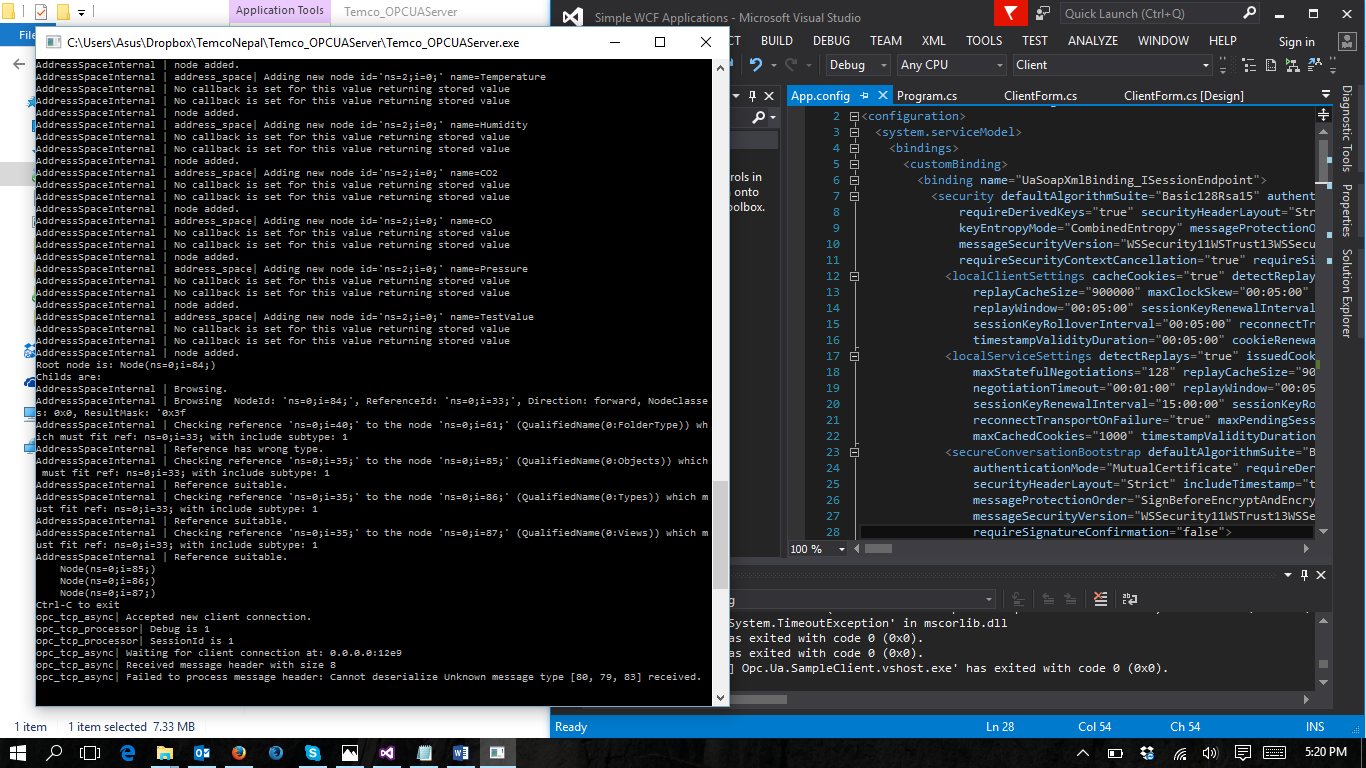 Application Tools
Temco_OPCUAServer
File
C:\Users\Asus\Dropbox\TemcoNepal\Temco_OPCUAServer\Temco_OPCUAServer.exe
AddressSpaceInternal | node added.
AddressSpaceInternal | address_space| Adding new node id='ns=2;i=0;' name=Temperature
AddressSpaceInternal | No callback is set for this value returning stored value
AddressSpaceInternal | No callback is set for this value returning stored value
AddressSpaceInternal | node added.
AddressSpaceInternal | address_space| Adding new node id='ns=2;i=0;' name=Humidity
AddressSpaceInternal | No callback is set for this value returning stored value
AddressSpaceInternal | No callback is set for this value returning stored value
AddressSpaceInternal | node added.
AddressSpaceInternal | address_space| Adding new node id='ns=2;i=0;' name=CO2
AddressSpaceInternal | No callback is set for this value returning stored value
AddressSpaceInternal | No callback is set for this value returning stored value
AddressSpaceInternal | node added.
AddressSpaceInternal | address_space| Adding new node id='ns=2;i=0;' name=CO
AddressSpaceInternal | No callback is set for this value returning stored value
AddressSpaceInternal | No callback is set for this value returning stored value
AddressSpaceInternal | node added.
AddressSpaceInternal | address_space| Adding new node id='ns=2;i=0;' name=Pressure
AddressSpaceInternal | No callback is set for this value returning stored value
AddressSpaceInternal | No callback is set for this value returning stored value
AddressSpaceInternal | node added.
AddressSpaceInternal | address_space| Adding new node id='ns=2;i=0;' name=TestValue
AddressSpaceInternal | No callback is set for this value returning stored value
AddressSpaceInternal | No callback is set for this value returning stored value
AddressSpaceInternal | node added.
Root node is: Node(ns=0;i=84;)
Childs are:
AddressSpaceInternal | Browsing.
AddressSpaceInternal | Browsing  NodeId: 'ns=0;i=84;', ReferenceId: 'ns=0;i=33;', Direction: forward, NodeClasse
s: 0x0, ResultMask: '0x3f
AddressSpaceInternal | Checking reference 'ns=0;i=40;' to the node 'ns=0;i=61;' (QualifiedName(0:FolderType)) wh
ich must fit ref: ns=0;i=33; with include subtype: 1
AddressSpaceInternal | Reference has wrong type.
AddressSpaceInternal | Checking reference 'ns=0;i=35;' to the node 'ns=0;i=85;' (QualifiedName(0:Objects)) which
must fit ref: ns=0;i=33; with include subtype: 1
AddressSpaceInternal | Reference suitable.
AddressSpaceInternal | Checking reference 'ns=0;i=35;' to the node 'ns=0;i=86;' (QualifiedName(0:Types)) which m
ust fit ref: ns=0;i=33; with include subtype: 1
AddressSpaceInternal | Reference suitable.
AddressSpaceInternal | Checking reference 'ns=0;i=35;' to the node 'ns=0;i=87;' (QualifiedName(0:Views)) which m
ust fit ref: ns=0;i=33; with include subtype: 1
AddressSpaceInternal | Reference suitable.
Node(ns=0;i=85;)
Node(ns=0;i=86;)
Node(ns=0;i=87;)
Ctrl-C to exit
opc_tcp_async| Accepted new client connection.
opc_tcp_processor| Debug is 1
opc_tcp_processor| SessionId is 1
opc_tcp_async| Waiting for client connection at: 0.0.0.0:12e9
opc_tcp_async| Received message header with size 8
opc_tcp_async| Failed to process message header: Cannot deserialize Unknown message type [80, 79, 83] received.
1 item
1 item selected  7.33 MB
Simple WCF Applications - Microsoft Visual Studio
Quick Launch (Ctrl+Q)
CT
BUILD
DEBUG
TEAM
XML
TOOLS
TEST
ANALYZE
WINDOW
HELP
Sign in
Debug
Any CPU
Client
App.config
Program.cs
ClientForm.cs
ClientForm.cs [Design]
rols in
n onto
olbox.
2 <configuration>
3 <system.serviceModel>
4 <bindings>
5 <customBinding>
6 <binding name="UaSoapXmlBinding_ISessionEndpoint">
7 <security defaultAlgorithmSuite="Basic128Rsa15" authent
8 requireDerivedKeys="true" securityHeaderLayout="Str
9 keyEntropyMode="CombinedEntropy" messageProtectionO
10 messageSecurityVersion="WSSecurity11WSTrust13WSSecu
11 requireSecurityContextCancellation="true" requireSi
12 <localClientSettings cacheCookies="true" detectReplay
13 replayCacheSize="900000" maxClockSkew="00:05:00"
14 replayWindow="00:05:00" sessionKeyRenewalInterval
15 sessionKeyRolloverInterval="00:05:00" reconnectTr
16 timestampValidityDuration="00:05:00" cookieRenewa
17 <localServiceSettings detectReplays="true" issuedCook
18 maxStatefulNegotiations="128" replayCacheSize="90
19 negotiationTimeout="00:01:00" replayWindow="00:05
20 sessionKeyRenewalInterval="15:00:00" sessionKeyRo
21 reconnectTransportOnFailure="true" maxPendingSess
22 maxCachedCookies="1000" timestampValidityDuration
23 <secureConversationBootstrap defaultAlgorithmSuite="B
24 authenticationMode="MutualCertificate" requireDer
25 securityHeaderLayout="Strict" includeTimestamp="t
26 messageProtectionOrder="SignBeforeEncryptAndEncry
27 messageSecurityVersion="WSSecurity11WSTrust13WSSe
28 requireSignatureConfirmation="false">
100 %
Diagnostic Tools
Properties
Solution Explorer
g
System.TimeoutException' in mscorlib.dll
as exited with code 0 (0x0).
as exited with code 0 (0x0).
] Opc.Ua.SampleClient.vshost.exe' has exited with code 0 (0x0).
Ready
Ln 28
Col 54
Ch 54
INS
5:20 PM